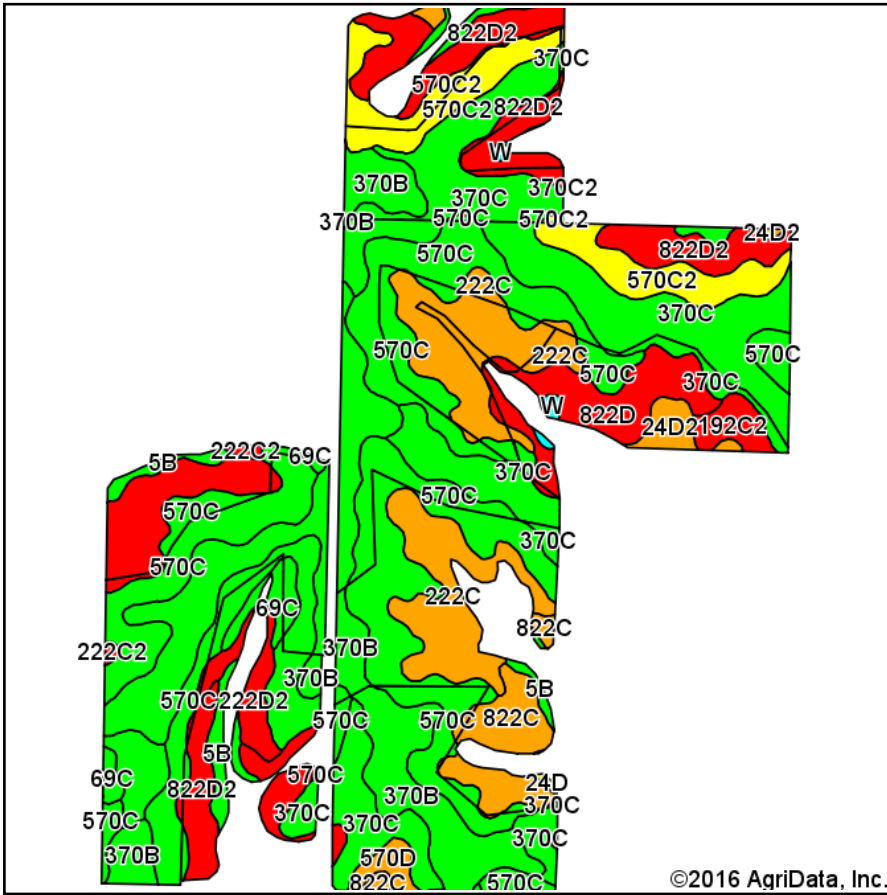 822D2
370C
570C2
570C2
822D2
W
370B
370C
370C2
370B
570C
570C2
24D2
570C
822D2
222C
570C2
370C
570C
222C
570C
570C
370C
W
822D
24D2
192C2
5B
222C2
69C
370C
570C
570C
570C
370C
69C
222C
822C
222C2
370B
370B
5B
570C
222D2
570C
570C
822C
5B
69C
822D2
570C
24D
370B
370C
370C
570C
370C
370C
370B
570D
822C
570C
©2016 AgriData, Inc.